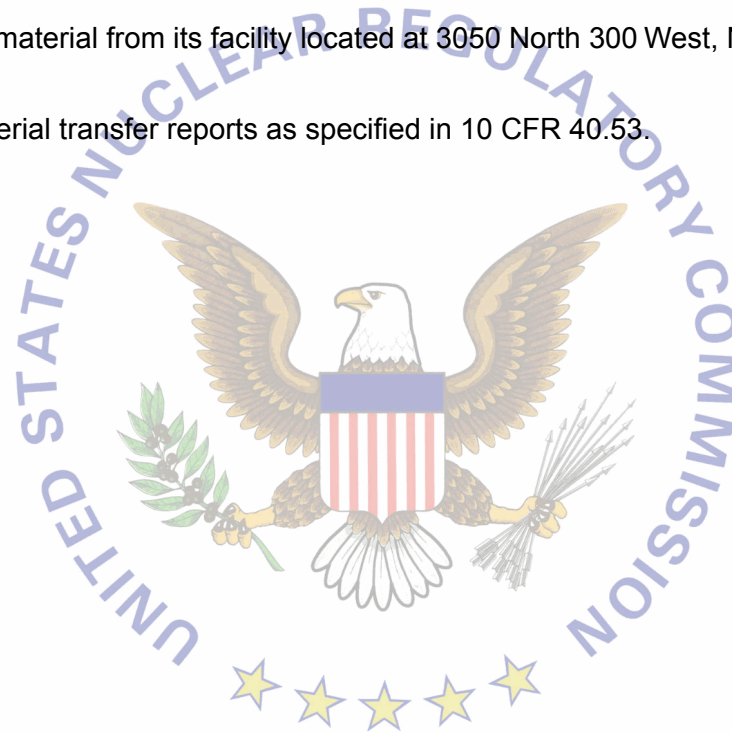 material from its facility located at 3050 North 300 West,
erial transfer reports as specified in 10 CFR 40.53.
UNITED STATES NUCLEAR REGULATORY COMMISSION